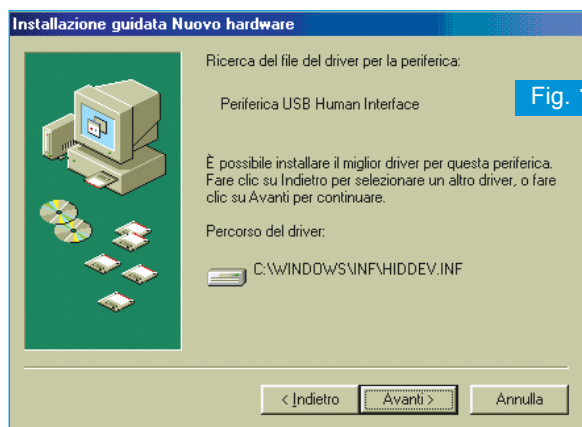 Installazione guidata Nuovo hardware
Ricerca del file del driver per la periferica:
Periferica USB Human Interface
Fig. 1
È possibile installare il miglior driver per questa periferica.
Fare clic su Indietro per selezionare un altro driver, o fare
clic su Avanti per continuare.
Percorso del driver:
C:\WINDOWS\INF\HIDDEV.INF
< Indietro
Avanti >
Annulla